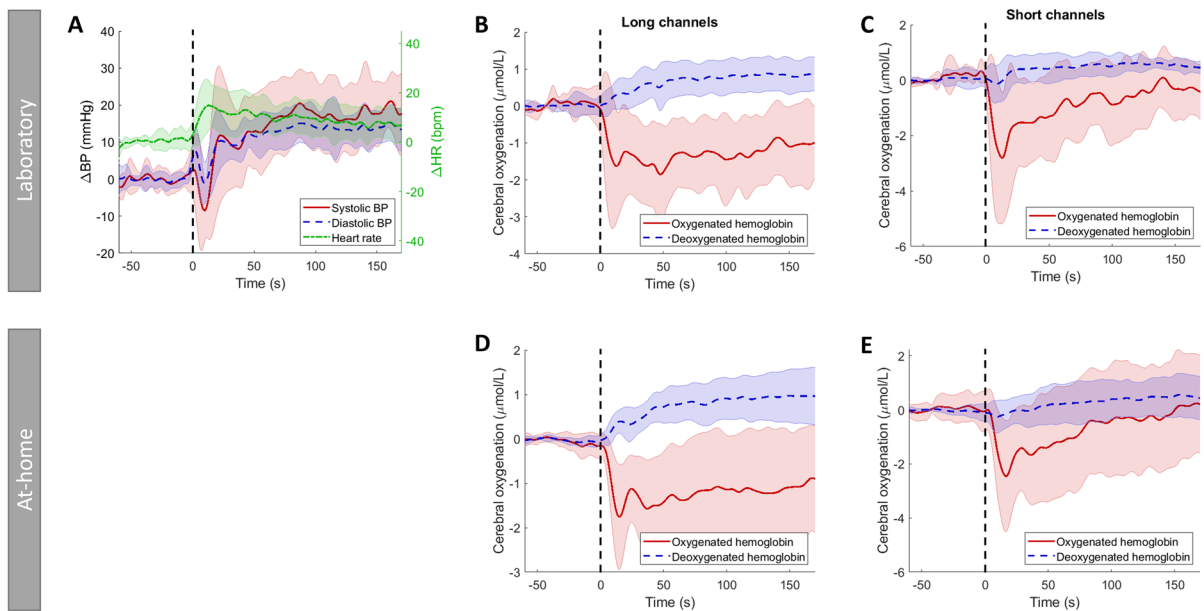 Laboratory
At-home
A
40
30
20
10
0
-10
-20
ΔBP (mmHg)
40
20
0
-20
-40
ΔHR (bpm)
Systolic BP
Diastolic BP
Heart rate
-50 0 50 100 150
Time (s)
B
Long channels
2
1
0
-1
-2
-3
-4
Cerebral oxygenation (μmol/L)
Oxygenated hemoglobin
Deoxygenated hemoglobin
-50 0 50 100 150
Time (s)
C
Short channels
2
0
-2
-4
-6
Cerebral oxygenation (μmol/L)
Oxygenated hemoglobin
Deoxygenated hemoglobin
-50 0 50 100 150
Time (s)
D
2
1
0
-1
-2
-3
Cerebral oxygenation (μmol/L)
Oxygenated hemoglobin
Deoxygenated hemoglobin
-50 0 50 100 150
Time (s)
E
2
0
-2
-4
-6
Cerebral oxygenation (μmol/L)
Oxygenated hemoglobin
Deoxygenated hemoglobin
-50 0 50 100 150
Time (s)